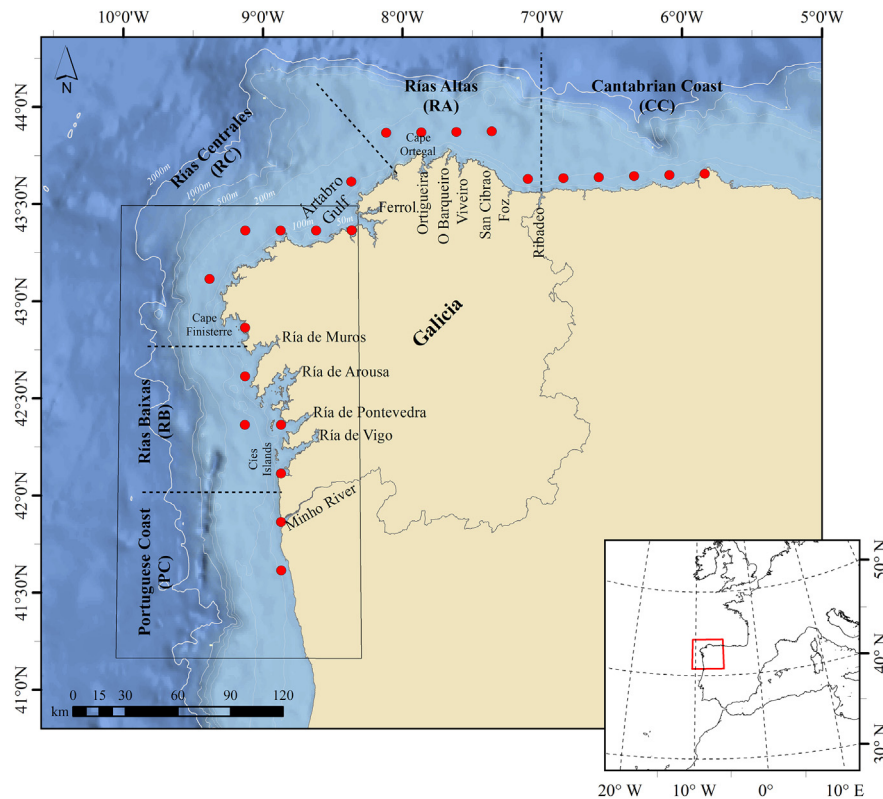 10°0'W 9°0'W 8°0'W 7°0'W 6°0'W 5°0'W
44°0'N
43°30'N
43°0'N
42°30'N
42°0'N
41°30'N
41°0'N
N
Rías Altas
(RA)
Cantabrian Coast
(CC)
Rías Centrales
(RC)
2000m
1000m
500m
200m
100m
50m
Cape
Ortegal
Ártabro
Gulf
Ferrol
Ortigueira
O Barqueiro
Viveiro
San Cibrao
Foz
Ribadeo
Cape
Finisterre
Galicia
Ría de Muros
Ría de Arousa
Ría de Pontevedra
Ría de Vigo
Cíes
Islands
Rías Baixas
(RB)
Minho River
Portuguese Coast
(PC)
0 15 30 60 90 120
km
50°N
40°N
30°N
20° W 10° W 0° 10° E